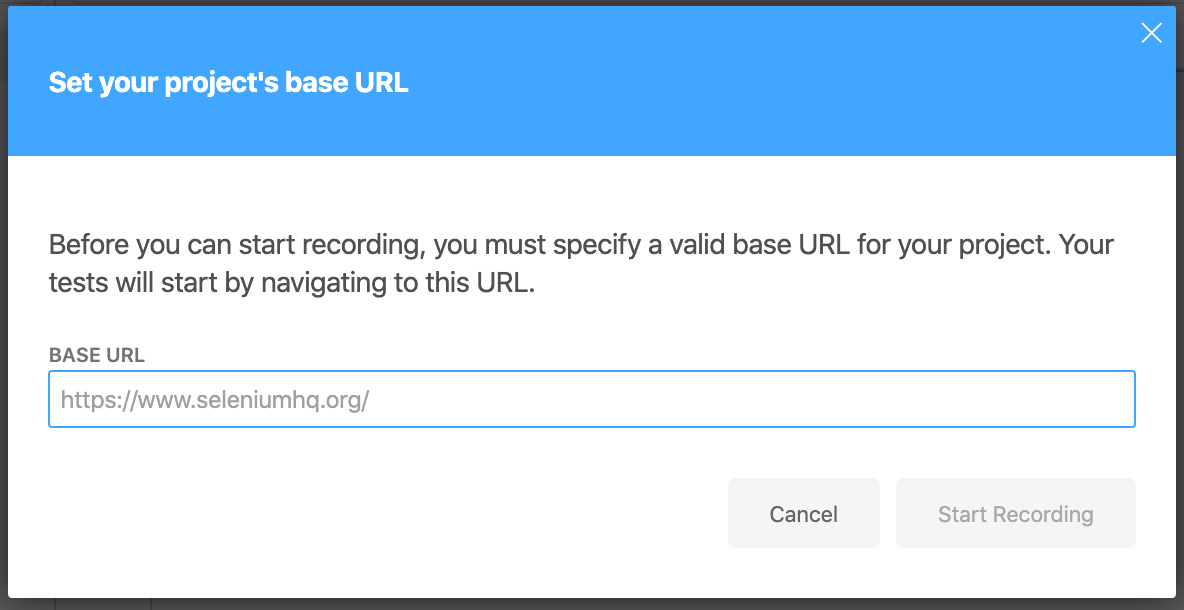 Set your project's base URL
Before you can start recording, you must specify a valid base URL for your project. Your
tests will start by navigating to this URL.
BASE URL
https://www.seleniumhq.org/
Cancel
Start Recording